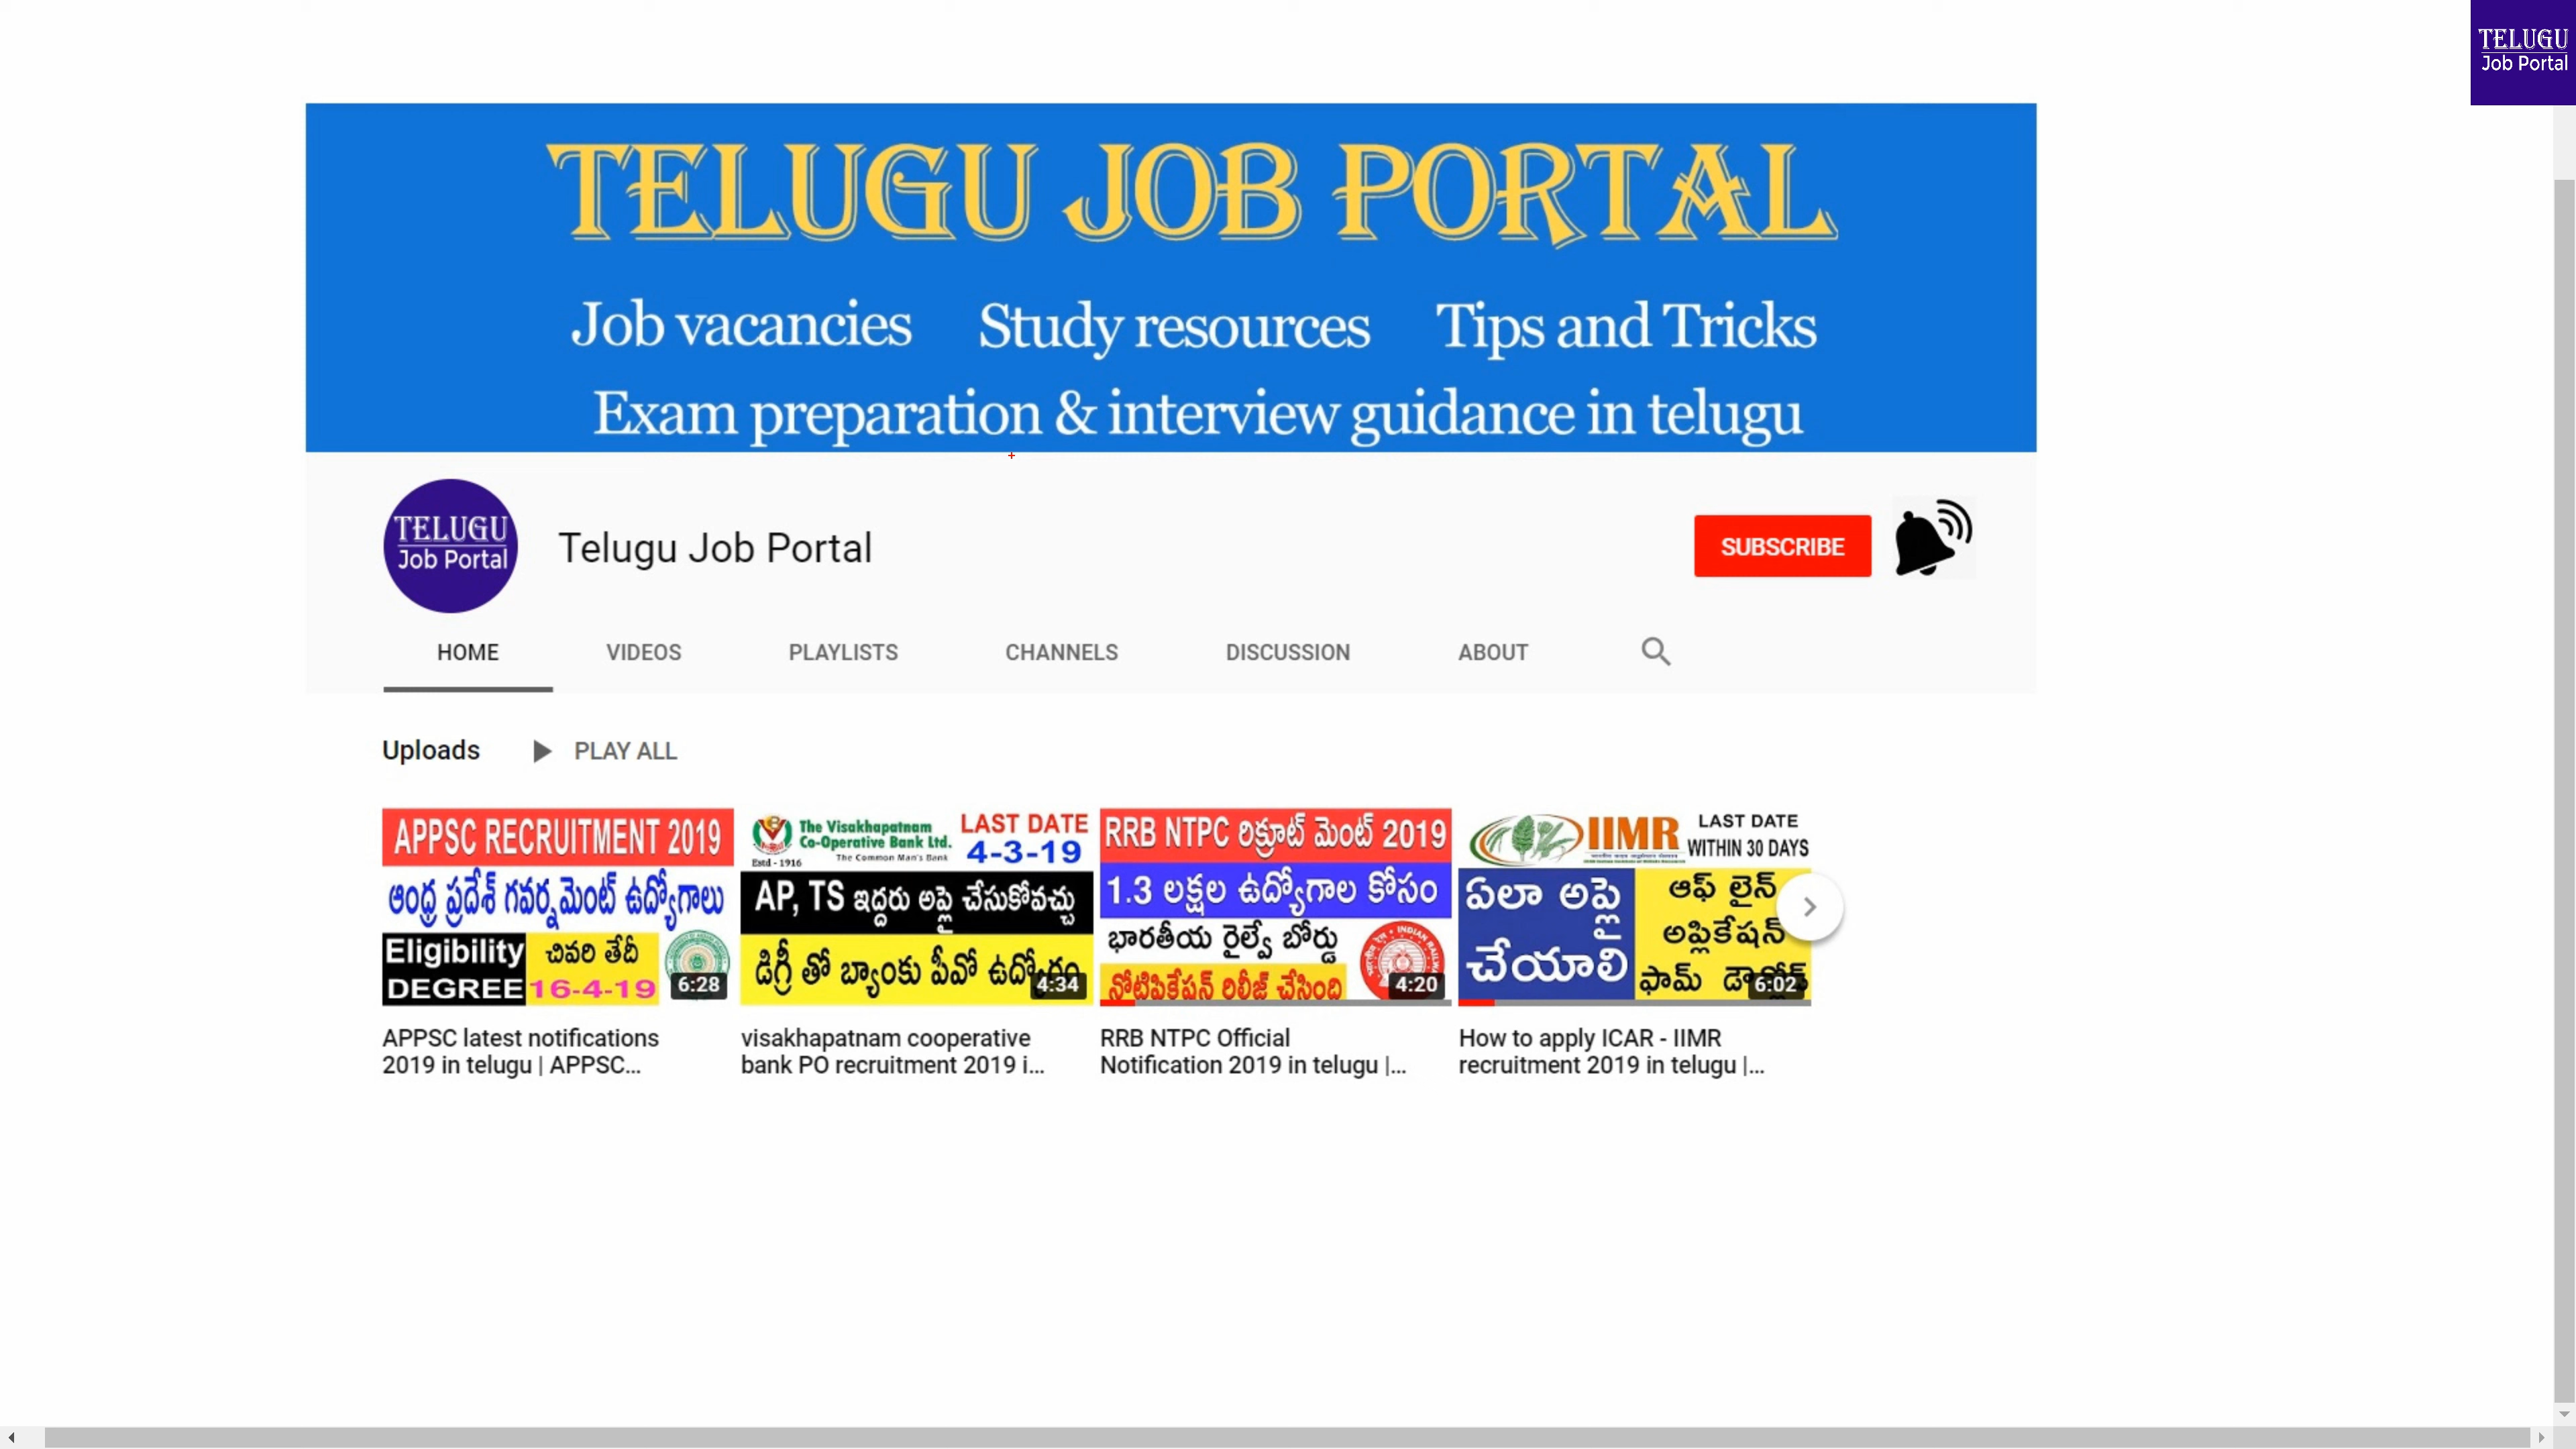 TELUGU
Job Portal
TELUGU JOB PORTAL
Job vacancies Study resources Tips and Tricks
Exam preparation & interview guidance in telugu
TELUGU
Job Portal
Telugu Job Portal
SUBSCRIBE
HOME VIDEOS PLAYLISTS CHANNELS DISCUSSION ABOUT
Uploads PLAY ALL
APPSC RECRUITMENT 2019
ఆంధ్ర ప్రదేశ్ గవర్నమెంట్ ఉద్యోగాలు
Eligibility
DEGREE
చివరి తేదీ
16-4-19
6:28
APPSC latest notifications
2019 in telugu | APPSC...
The Visakhapatnam
Co-Operative Bank Ltd.
Estd - 1916 The Common Man's Bank
LAST DATE
4-3-19
AP, TS ఇద్దరు అప్లై చేసుకోవచ్చు
డిగ్రీ తో బ్యాంకు పీవో ఉద్యోగం
4:34
visakhapatnam cooperative
bank PO recruitment 2019 i...
RRB NTPC రిక్రూట్ మెంట్ 2019
1.3 లక్షల ఉద్యోగాల కోసం
భారతీయ రైల్వే బోర్డు
నోటిఫికేషన్ రిలీజ్ చేసింది
4:20
RRB NTPC Official
Notification 2019 in telugu |...
IIMR
LAST DATE
WITHIN 30 DAYS
ఏలా అప్లై
చేయాలి
ఆఫ్ లైన్
అప్లికేషన్
ఫామ్
6:02
How to apply ICAR - IIMR
recruitment 2019 in telugu |...